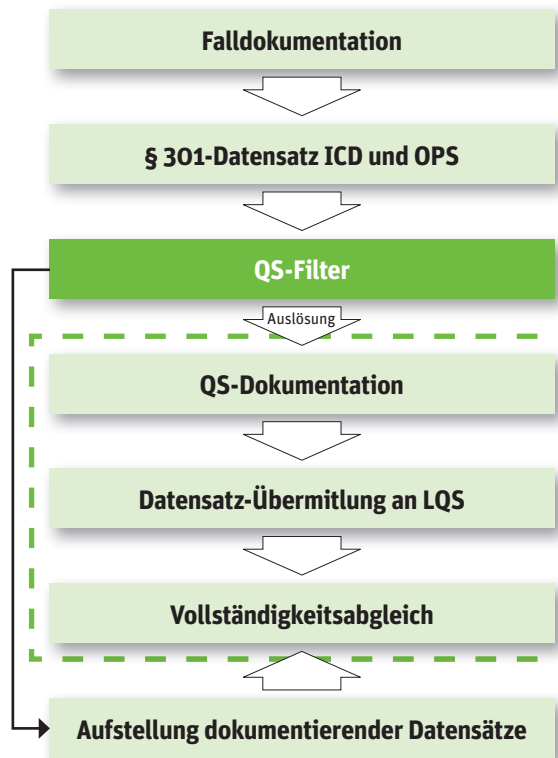 Falldokumentation
§ 301-Datensatz ICD und OPS
QS-Filter
Auslösung
QS-Dokumentation
Datensatz-Übermitlung an LQS
Vollständigkeitsabgleich
Aufstellung dokumentierender Datensätze